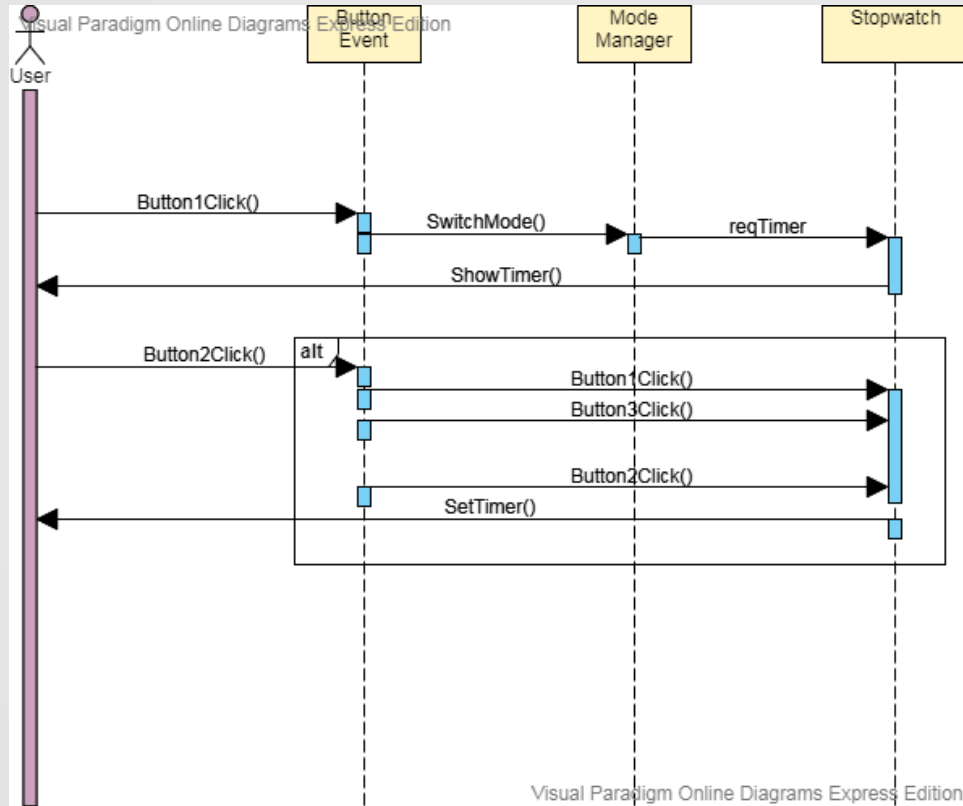 Visual Paradigm Online Diagrams Express Edition
User
Button
Event
Mode
Manager
Stopwatch
Button1Click()
SwitchMode()
reqTimer
ShowTimer()
alt
Button2Click()
Button1Click()
Button3Click()
Button2Click()
SetTimer()
Visual Paradigm Online Diagrams Express Edition